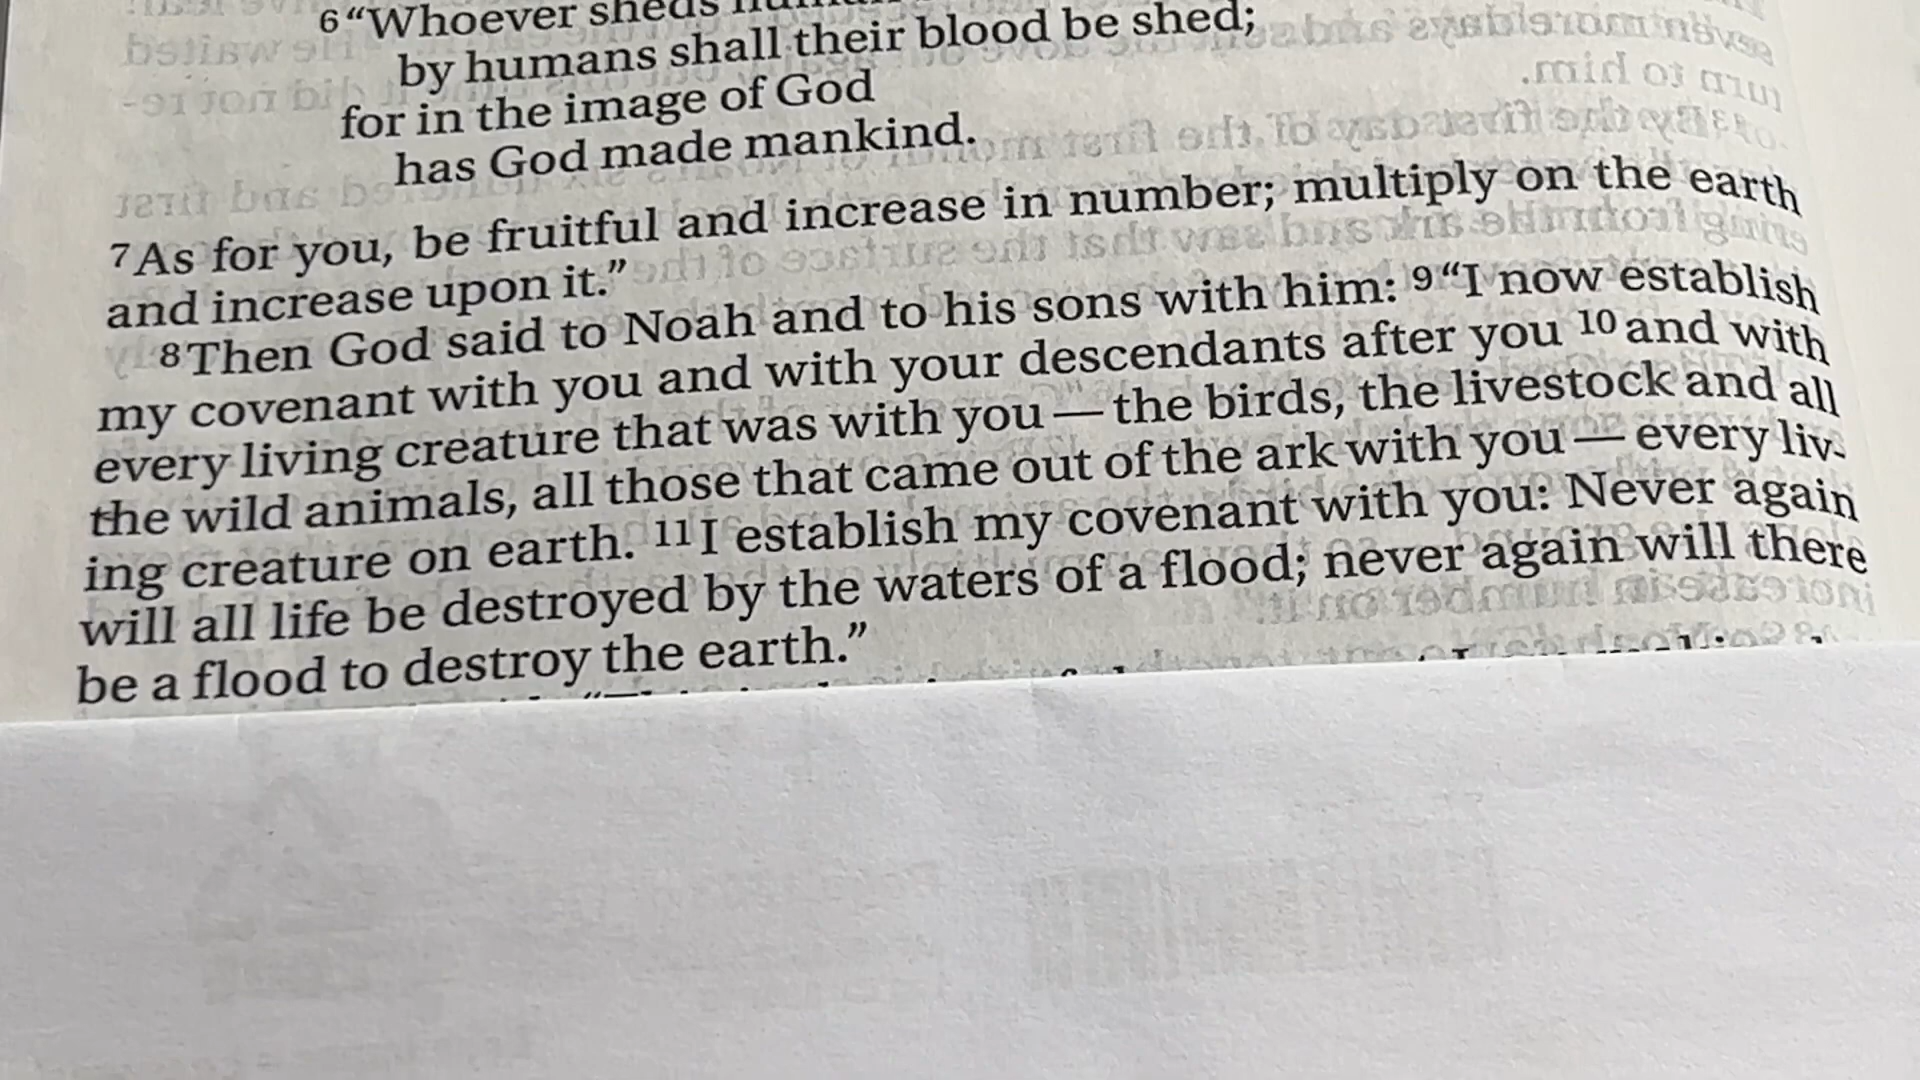 6 “Whoever sheds
by humans shall their blood be shed;
for in the image of God
has God made mankind.
7 As for you, be fruitful and increase in number; multiply on the earth
and increase upon it.”
8 Then God said to Noah and to his sons with him: 9 “I now establish
my covenant with you and with your descendants after you 10 and with
every living creature that was with you — the birds, the livestock and all
the wild animals, all those that came out of the ark with you — every liv-
ing creature on earth. 11 I establish my covenant with you: Never again
will all life be destroyed by the waters of a flood; never again will there
be a flood to destroy the earth.”